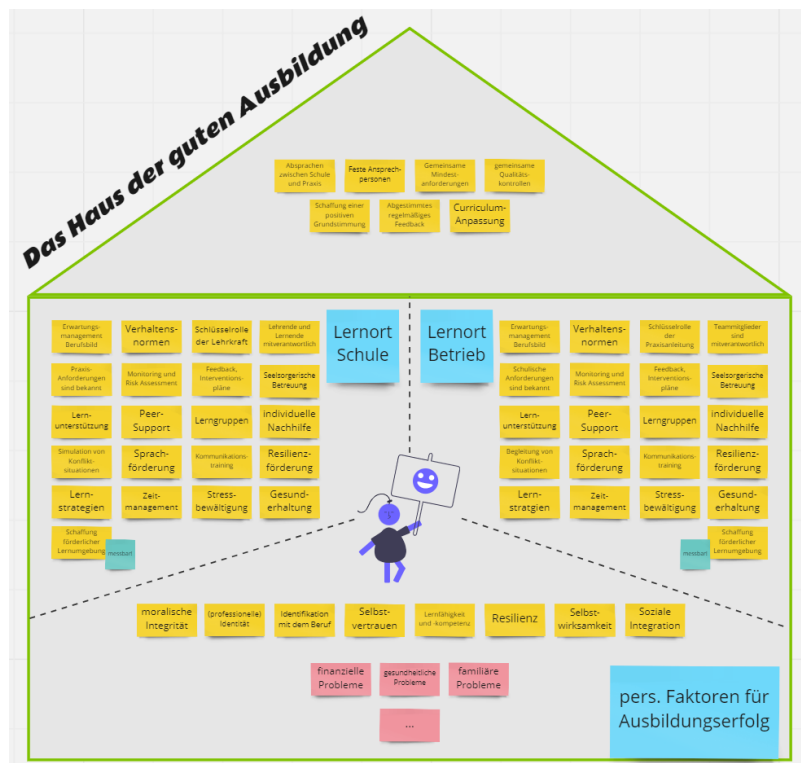 Das Haus der guten Ausbildung
Absprachen
zwischen Schule
und Praxis
Feste Ansprech-
personen
Gemeinsame
Mindest-
anforderungen
gemeinsame
Qualitäts-
kontrollen
Schaffung einer
positiven
Grundstimmung
Abgestimmtes
regelmäßiges
Feedback
Curriculum-
Anpassung
Lernort
Schule
Erwartungs-
management
Berufsbild
Verhaltens-
normen
Schlüsselrolle
der Lehrkraft
Lehrende und
Lernende
mitverantwortlich
Praxis-
Anforderungen
sind bekannt
Monitoring und
Risk Assessment
Feedback,
Interventions-
pläne
Seelsorgerische
Betreuung
Lern-
unterstützung
Peer-
Support
Lerngruppen
individuelle
Nachhilfe
Simulation von
Konflikt-
situationen
Sprach-
förderung
Kommunikations-
training
Resilienz-
förderung
Lern-
strategien
Zeit-
management
Stress-
bewältigung
Gesund-
erhaltung
Schaffung
förderlicher
Lernumgebung
Lernort
Betrieb
Erwartungs-
management
Berufsbild
Verhaltens-
normen
Schlüsselrolle
der
Praxisanleitung
Teammitglieder
sind
mitverantwortlich
Schulische
Anforderungen
sind bekannt
Monitoring und
Risk Assessment
Feedback,
Interventions-
pläne
Seelsorgerische
Betreuung
Lern-
unterstützung
Peer-
Support
Lerngruppen
individuelle
Nachhilfe
Begleitung von
Konflikt-
situationen
Sprach-
förderung
Kommunikations-
training
Resilienz-
förderung
Lern-
stratgien
Zeit-
management
Stress-
bewältigung
Gesund-
erhaltung
Schaffung
förderlicher
Lernumgebung
moralische
Integrität
(professionelle)
Identität
Identifikation
mit dem Beruf
Selbst-
vertrauen
Lernfähigkeit
und -kompetenz
Resilienz
Selbst-
wirksamkeit
Soziale
Integration
finanzielle
Probleme
gesundheitliche
Probleme
familiäre
Probleme
...
pers. Faktoren für
Ausbildungserfolg